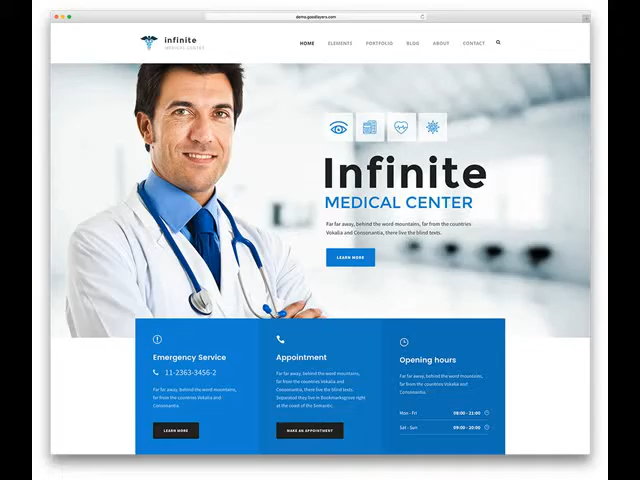 demo.goodlayers.com
infinite
MEDICAL CENTER
HOME ELEMENTS PORTFOLIO BLOG ABOUT CONTACT
Infinite
MEDICAL CENTER
Far far away, behind the word mountains, far from the countries
Vokalia and Consonantia, there live the blind texts.
LEARN MORE
Emergency Service
11-2363-3456-2
Far far away, behind the word mountains,
far from the countries Vokalia and
Consonantia.
LEARN MORE
Appointment
Far far away, behind the word mountains,
far from the countries Vokalia and
Consonantia, there live the blind texts.
Separated they live in Bookmarksgrove right
at the coast of the Semantic.
MAKE AN APPOINTMENT
Opening hours
Far far away, behind the word mountains,
far from the countries Vokalia and
Consonantia.
Mon - Fri 08:00 - 21:00
Sat - Sun 09:00 - 20:00